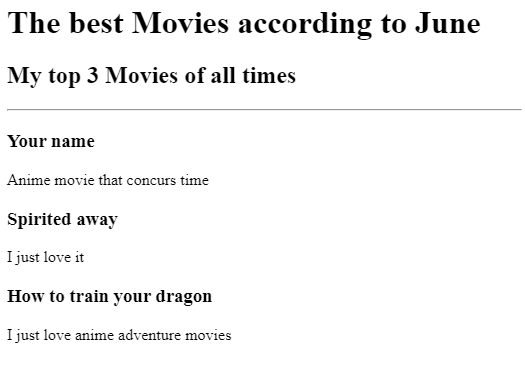 The best Movies according to June
My top 3 Movies of all times
Your name
Anime movie that concurs time
Spirited away
I just love it
How to train your dragon
I just love anime adventure movies